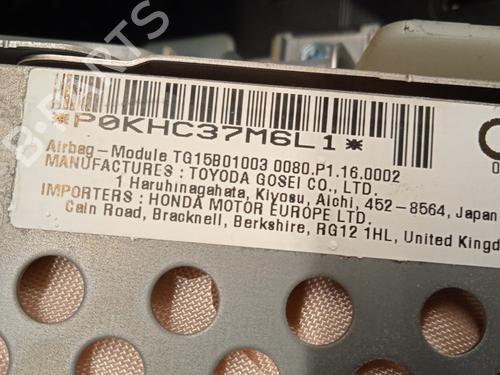 *P0KHC37M6L1*
Airbag-Module TG15B01003 0080.P1.16.0002
MANUFACTURES : TOYODA GOSEI CO., LTD.
1 Haruhinagahata, Kiyosu, Aichi, 452-8564, Japan
IMPORTERS : HONDA MOTOR EUROPE LTD.
Cain Road, Bracknell, Berkshire, RG12 1HL, United Kingd
B-PARTS